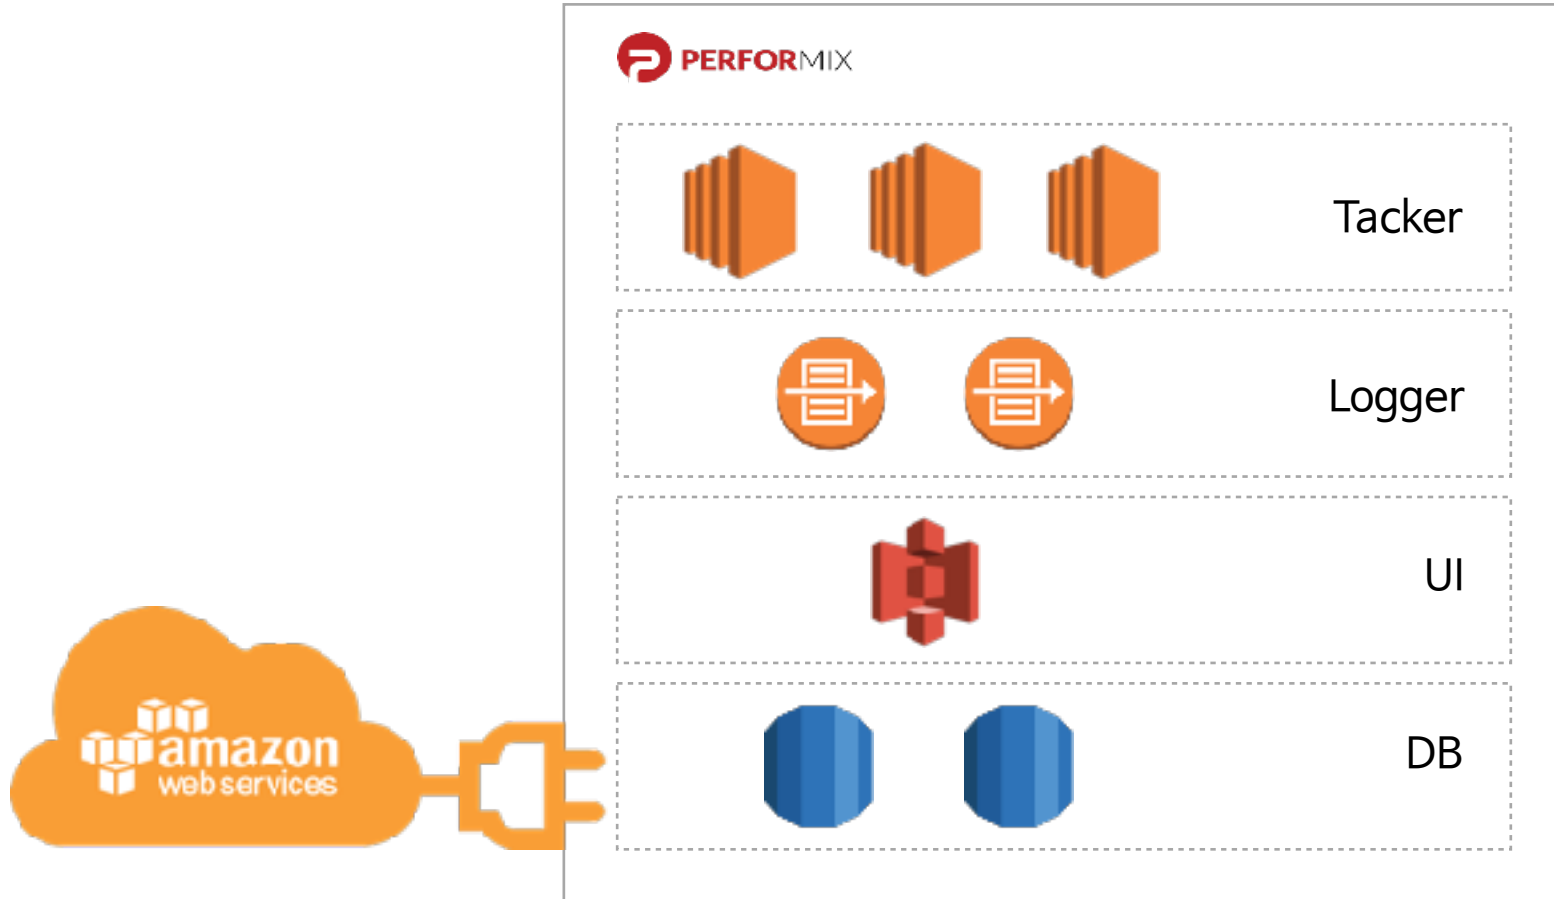 PERFORMIX
Tacker
Logger
UI
DB
amazon
web services